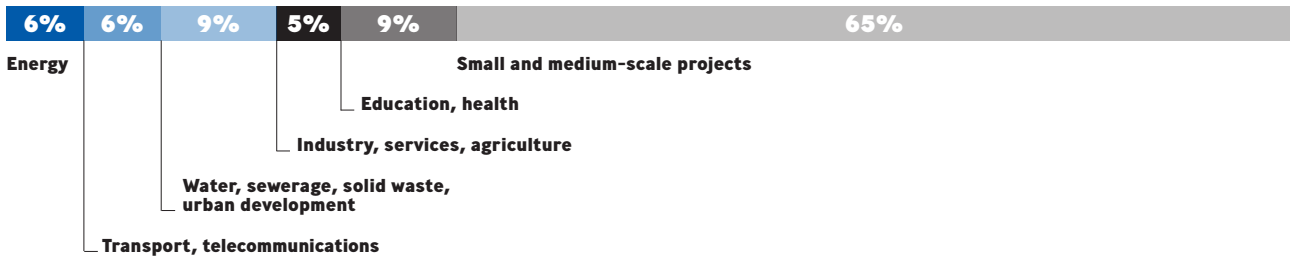 6% 6% 9% 5% 9% 65%
Energy
Small and medium-scale projects
Education, health
Industry, services, agriculture
Water, sewerage, solid waste,
urban development
Transport, telecommunications